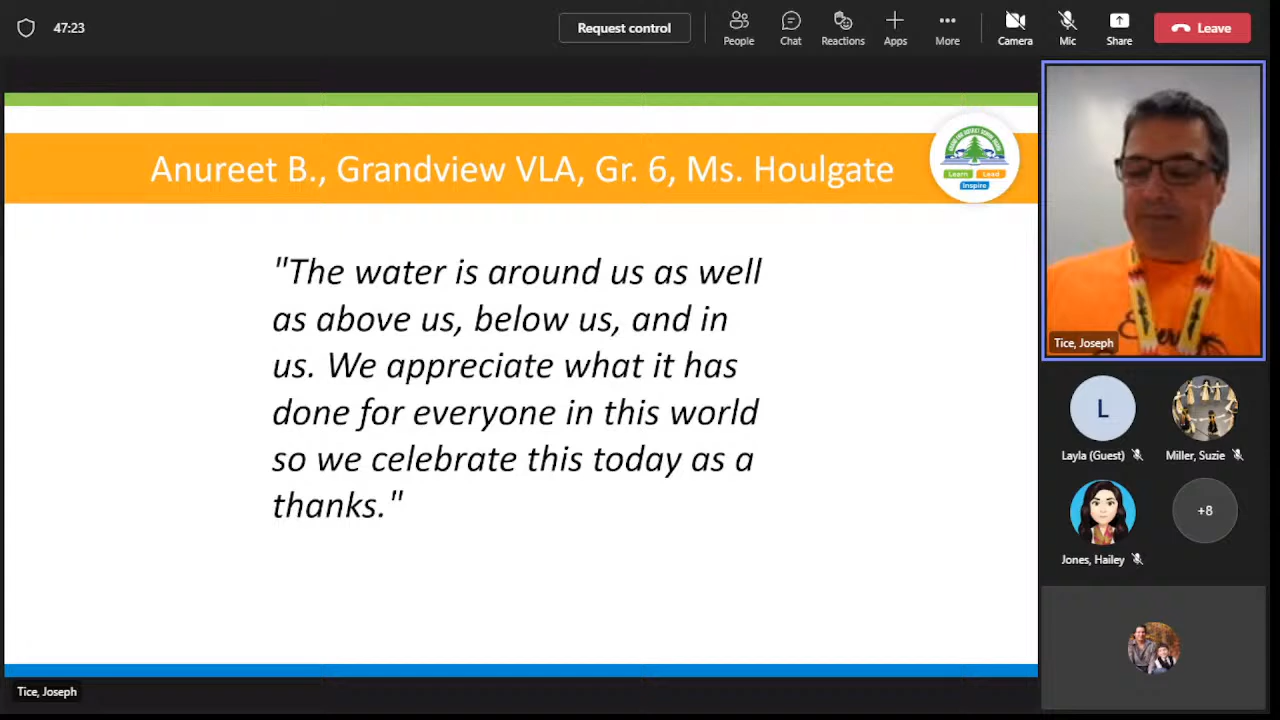 47:23
Request control
People
Chat
Reactions
Apps
More
Camera
Mic
Share
Leave
Anureet B., Grandview VLA, Gr. 6, Ms. Houlgate
Learn
Lead
Inspire
"The water is around us as well
as above us, below us, and in
us. We appreciate what it has
done for everyone in this world
so we celebrate this today as a
thanks."
Tice, Joseph
L
Layla (Guest)
Miller, Suzie
Jones, Hailey
+8
Tice, Joseph